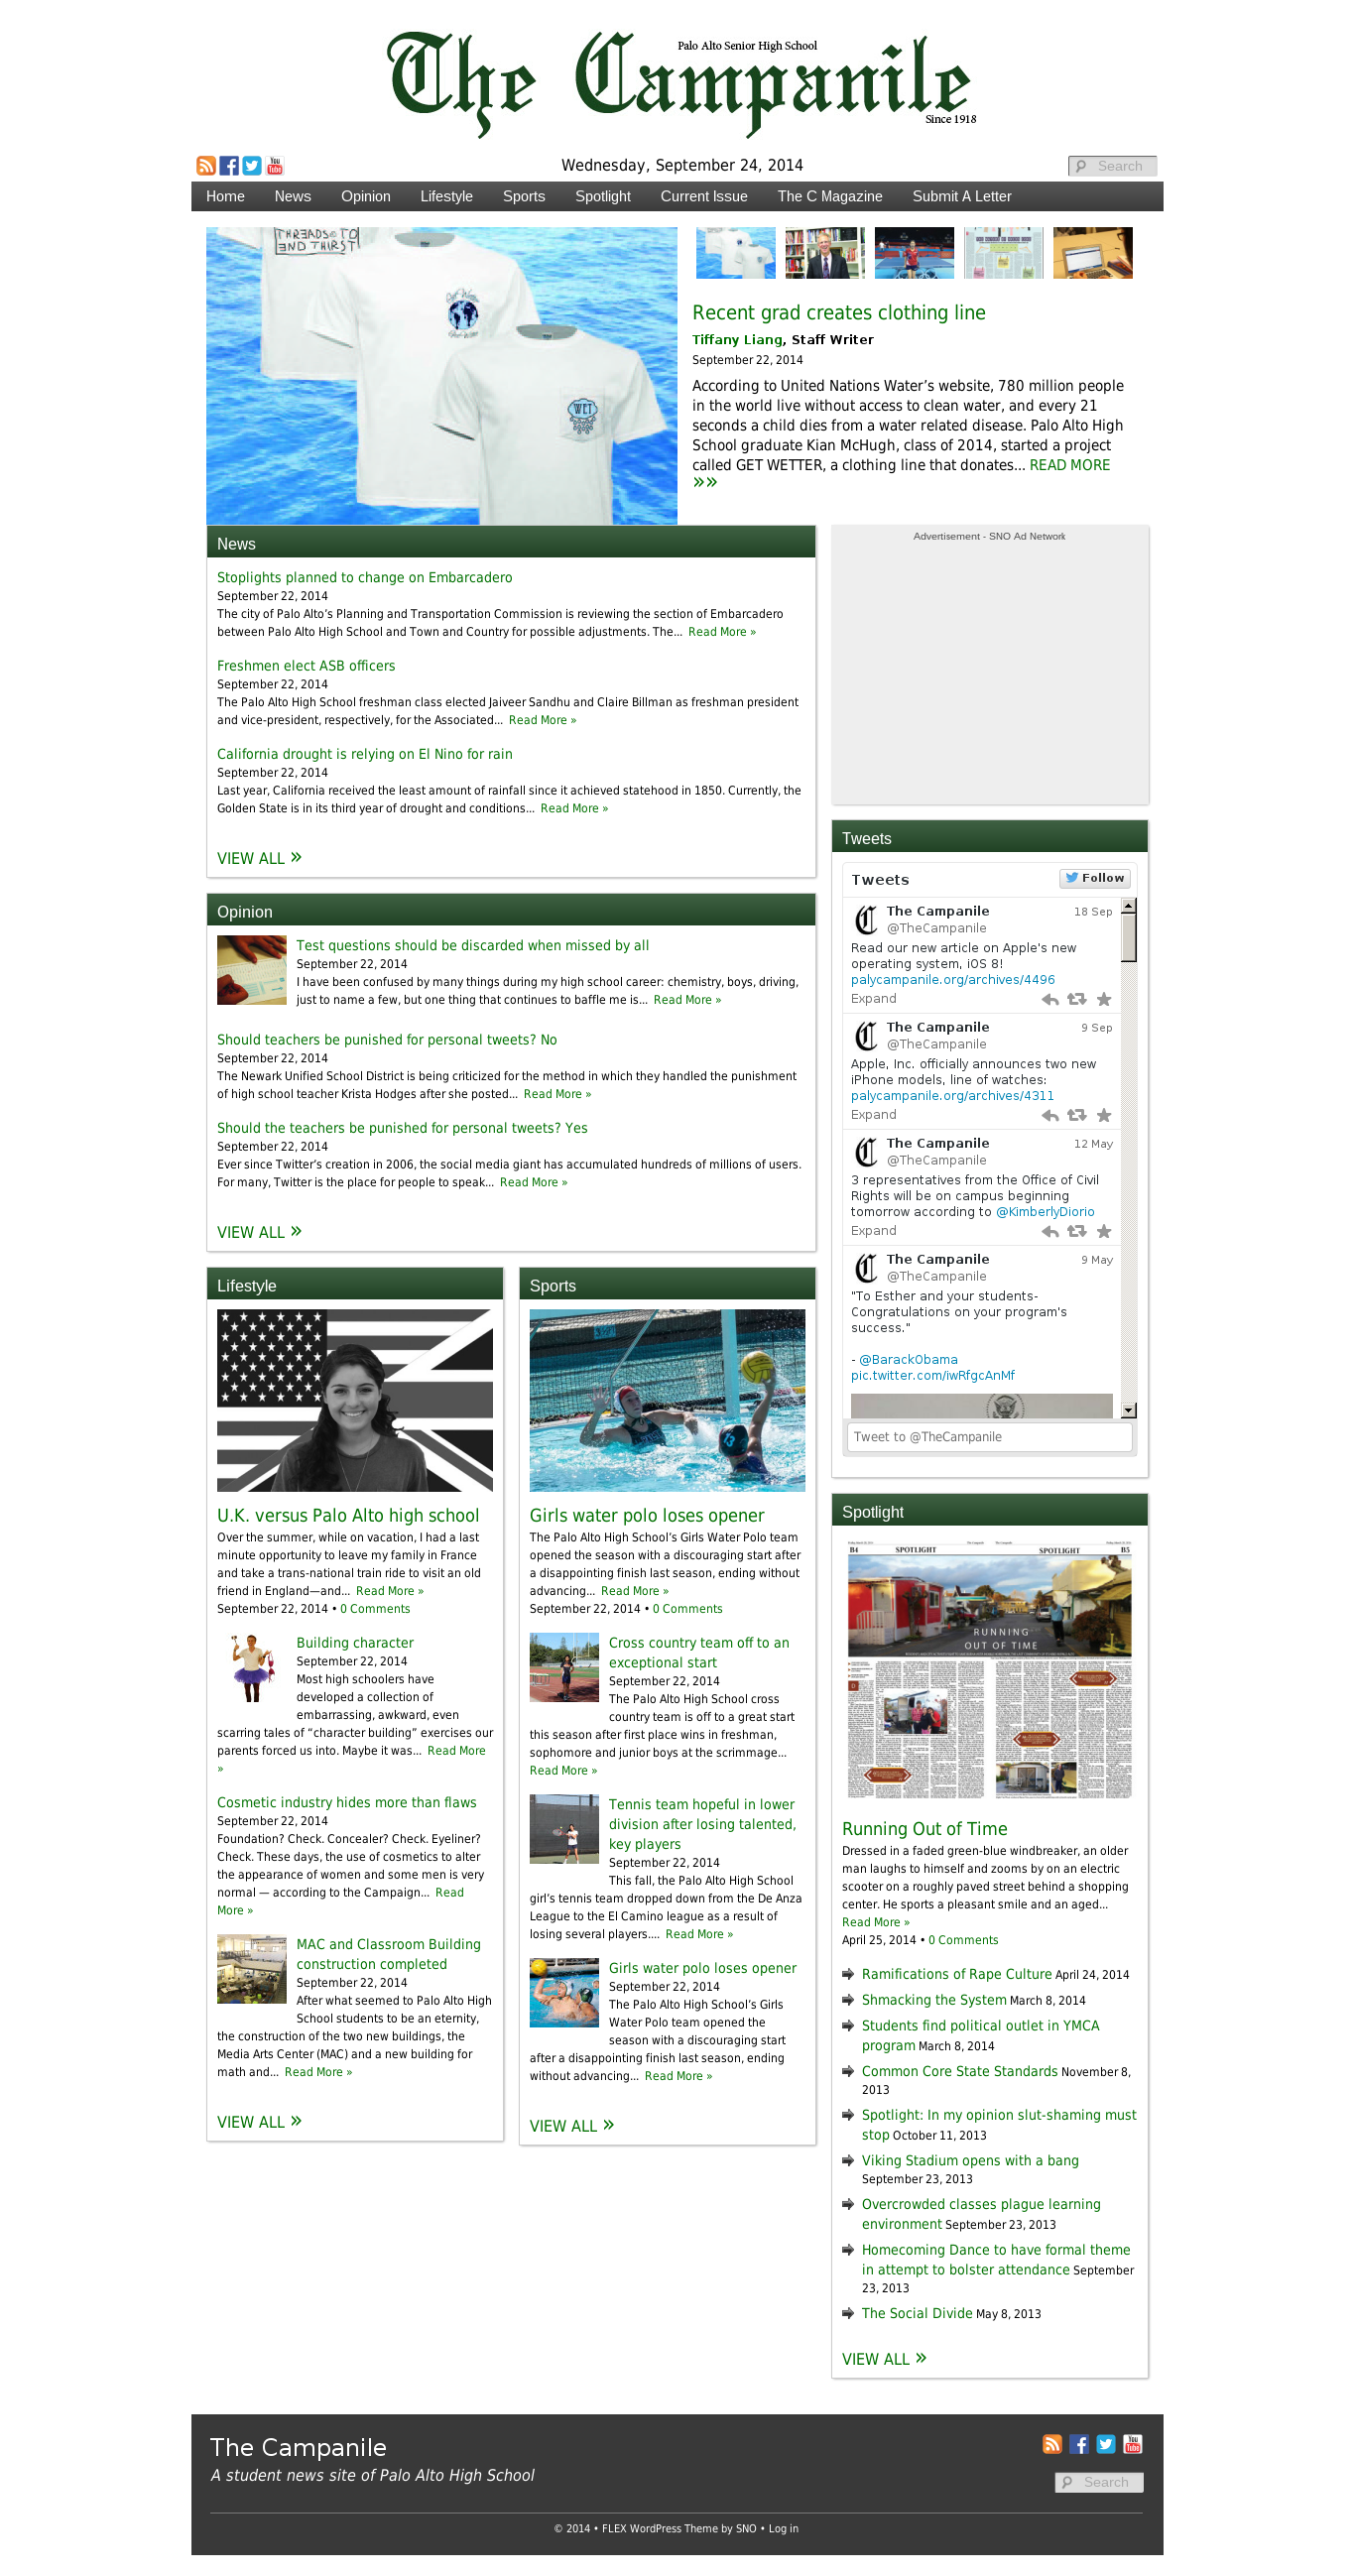 The Campanile
Palo Alto Senior High School
Since 1918
Wednesday, September 24, 2014
Search
Home News Opinion Lifestyle Sports Spotlight Current Issue The C Magazine Submit A Letter
THREADS TO
END THIRST
WET
Recent grad creates clothing line
Tiffany Liang, Staff Writer
September 22, 2014
According to United Nations Water’s website, 780 million people
in the world live without access to clean water, and every 21
seconds a child dies from a water related disease. Palo Alto High
School graduate Kian McHugh, class of 2014, started a project
called GET WETTER, a clothing line that donates... READ MORE
»»
News
Stoplights planned to change on Embarcadero
September 22, 2014
The city of Palo Alto’s Planning and Transportation Commission is reviewing the section of Embarcadero
between Palo Alto High School and Town and Country for possible adjustments. The... Read More »
Freshmen elect ASB officers
September 22, 2014
The Palo Alto High School freshman class elected Jaiveer Sandhu and Claire Billman as freshman president
and vice-president, respectively, for the Associated... Read More »
California drought is relying on El Nino for rain
September 22, 2014
Last year, California received the least amount of rainfall since it achieved statehood in 1850. Currently, the
Golden State is in its third year of drought and conditions... Read More »
VIEW ALL »
Opinion
Test questions should be discarded when missed by all
September 22, 2014
I have been confused by many things during my high school career: chemistry, boys, driving,
just to name a few, but one thing that continues to baffle me is... Read More »
Should teachers be punished for personal tweets? No
September 22, 2014
The Newark Unified School District is being criticized for the method in which they handled the punishment
of high school teacher Krista Hodges after she posted... Read More »
Should the teachers be punished for personal tweets? Yes
September 22, 2014
Ever since Twitter’s creation in 2006, the social media giant has accumulated hundreds of millions of users.
For many, Twitter is the place for people to speak... Read More »
VIEW ALL »
Lifestyle
U.K. versus Palo Alto high school
Over the summer, while on vacation, I had a last
minute opportunity to leave my family in France
and take a trans-national train ride to visit an old
friend in England—and... Read More »
September 22, 2014 • 0 Comments
Building character
September 22, 2014
Most high schoolers have
developed a collection of
embarrassing, awkward, even
scarring tales of “character building” exercises our
parents forced us into. Maybe it was... Read More
»
Cosmetic industry hides more than flaws
September 22, 2014
Foundation? Check. Concealer? Check. Eyeliner?
Check. These days, the use of cosmetics to alter
the appearance of women and some men is very
normal — according to the Campaign... Read
More »
MAC and Classroom Building
construction completed
September 22, 2014
After what seemed to Palo Alto High
School students to be an eternity,
the construction of the two new buildings, the
Media Arts Center (MAC) and a new building for
math and... Read More »
VIEW ALL »
Sports
13
Girls water polo loses opener
The Palo Alto High School’s Girls Water Polo team
opened the season with a discouraging start after
a disappointing finish last season, ending without
advancing... Read More »
September 22, 2014 • 0 Comments
Cross country team off to an
exceptional start
September 22, 2014
The Palo Alto High School cross
country team is off to a great start
this season after first place wins in freshman,
sophomore and junior boys at the scrimmage...
Read More »
Tennis team hopeful in lower
division after losing talented,
key players
September 22, 2014
This fall, the Palo Alto High School
girl’s tennis team dropped down from the De Anza
League to the El Camino league as a result of
losing several players.... Read More »
Girls water polo loses opener
September 22, 2014
The Palo Alto High School’s Girls
Water Polo team opened the
season with a discouraging start
after a disappointing finish last season, ending
without advancing... Read More »
VIEW ALL »
Advertisement - SNO Ad Network
Tweets
Tweets
Follow
The Campanile 18 Sep
@TheCampanile
Read our new article on Apple's new
operating system, iOS 8!
palycampanile.org/archives/4496
Expand
The Campanile 9 Sep
@TheCampanile
Apple, Inc. officially announces two new
iPhone models, line of watches:
palycampanile.org/archives/4311
Expand
The Campanile 12 May
@TheCampanile
3 representatives from the Office of Civil
Rights will be on campus beginning
tomorrow according to @KimberlyDiorio
Expand
The Campanile 9 May
@TheCampanile
"To Esther and your students-
Congratulations on your program's
success."
- @BarackObama
pic.twitter.com/iwRfgcAnMf
Tweet to @TheCampanile
Spotlight
B4 SPOTLIGHT SPOTLIGHT B5
RUNNING
OUT OF TIME
Running Out of Time
Dressed in a faded green-blue windbreaker, an older
man laughs to himself and zooms by on an electric
scooter on a roughly paved street behind a shopping
center. He sports a pleasant smile and an aged...
Read More »
April 25, 2014 • 0 Comments
Ramifications of Rape Culture April 24, 2014
Shmacking the System March 8, 2014
Students find political outlet in YMCA
program March 8, 2014
Common Core State Standards November 8,
2013
Spotlight: In my opinion slut-shaming must
stop October 11, 2013
Viking Stadium opens with a bang
September 23, 2013
Overcrowded classes plague learning
environment September 23, 2013
Homecoming Dance to have formal theme
in attempt to bolster attendance September
23, 2013
The Social Divide May 8, 2013
VIEW ALL »
The Campanile
A student news site of Palo Alto High School
Search
© 2014 • FLEX WordPress Theme by SNO • Log in